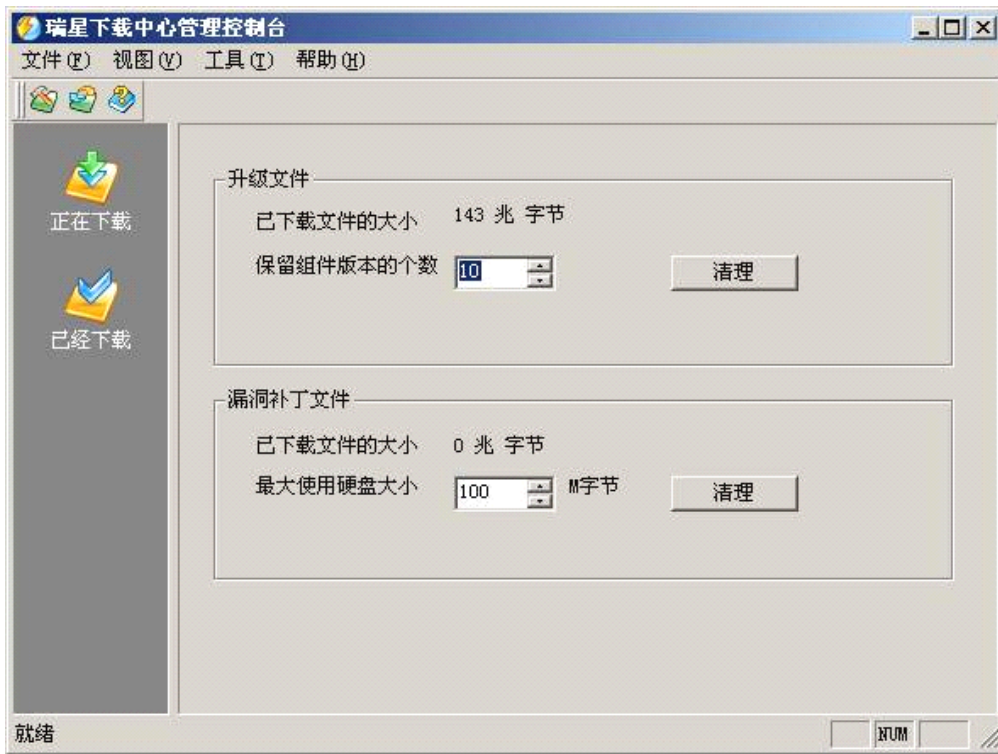 瑞星下载中心管理控制台
文件(F) 视图(V) 工具(T) 帮助(H)
正在下载
已经下载
升级文件
已下载文件的大小 143 兆 字节
保留组件版本的个数 10 清理
漏洞补丁文件
已下载文件的大小 0 兆 字节
最大使用硬盘大小 100 M字节 清理
就绪 NUM